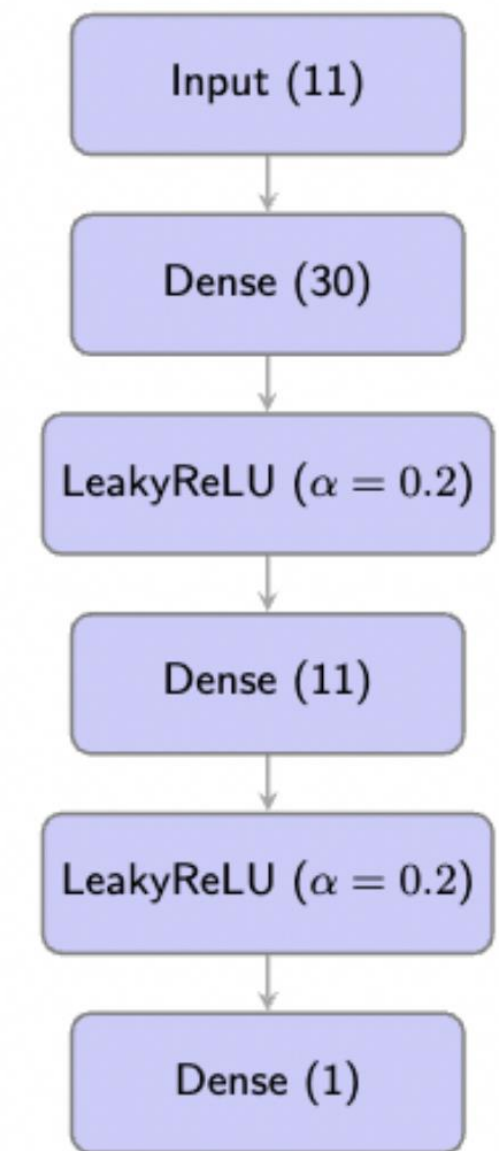 Input (11)
Dense (30)
LeakyReLU (α = 0.2)
Dense (11)
LeakyReLU (α = 0.2)
Dense (1)